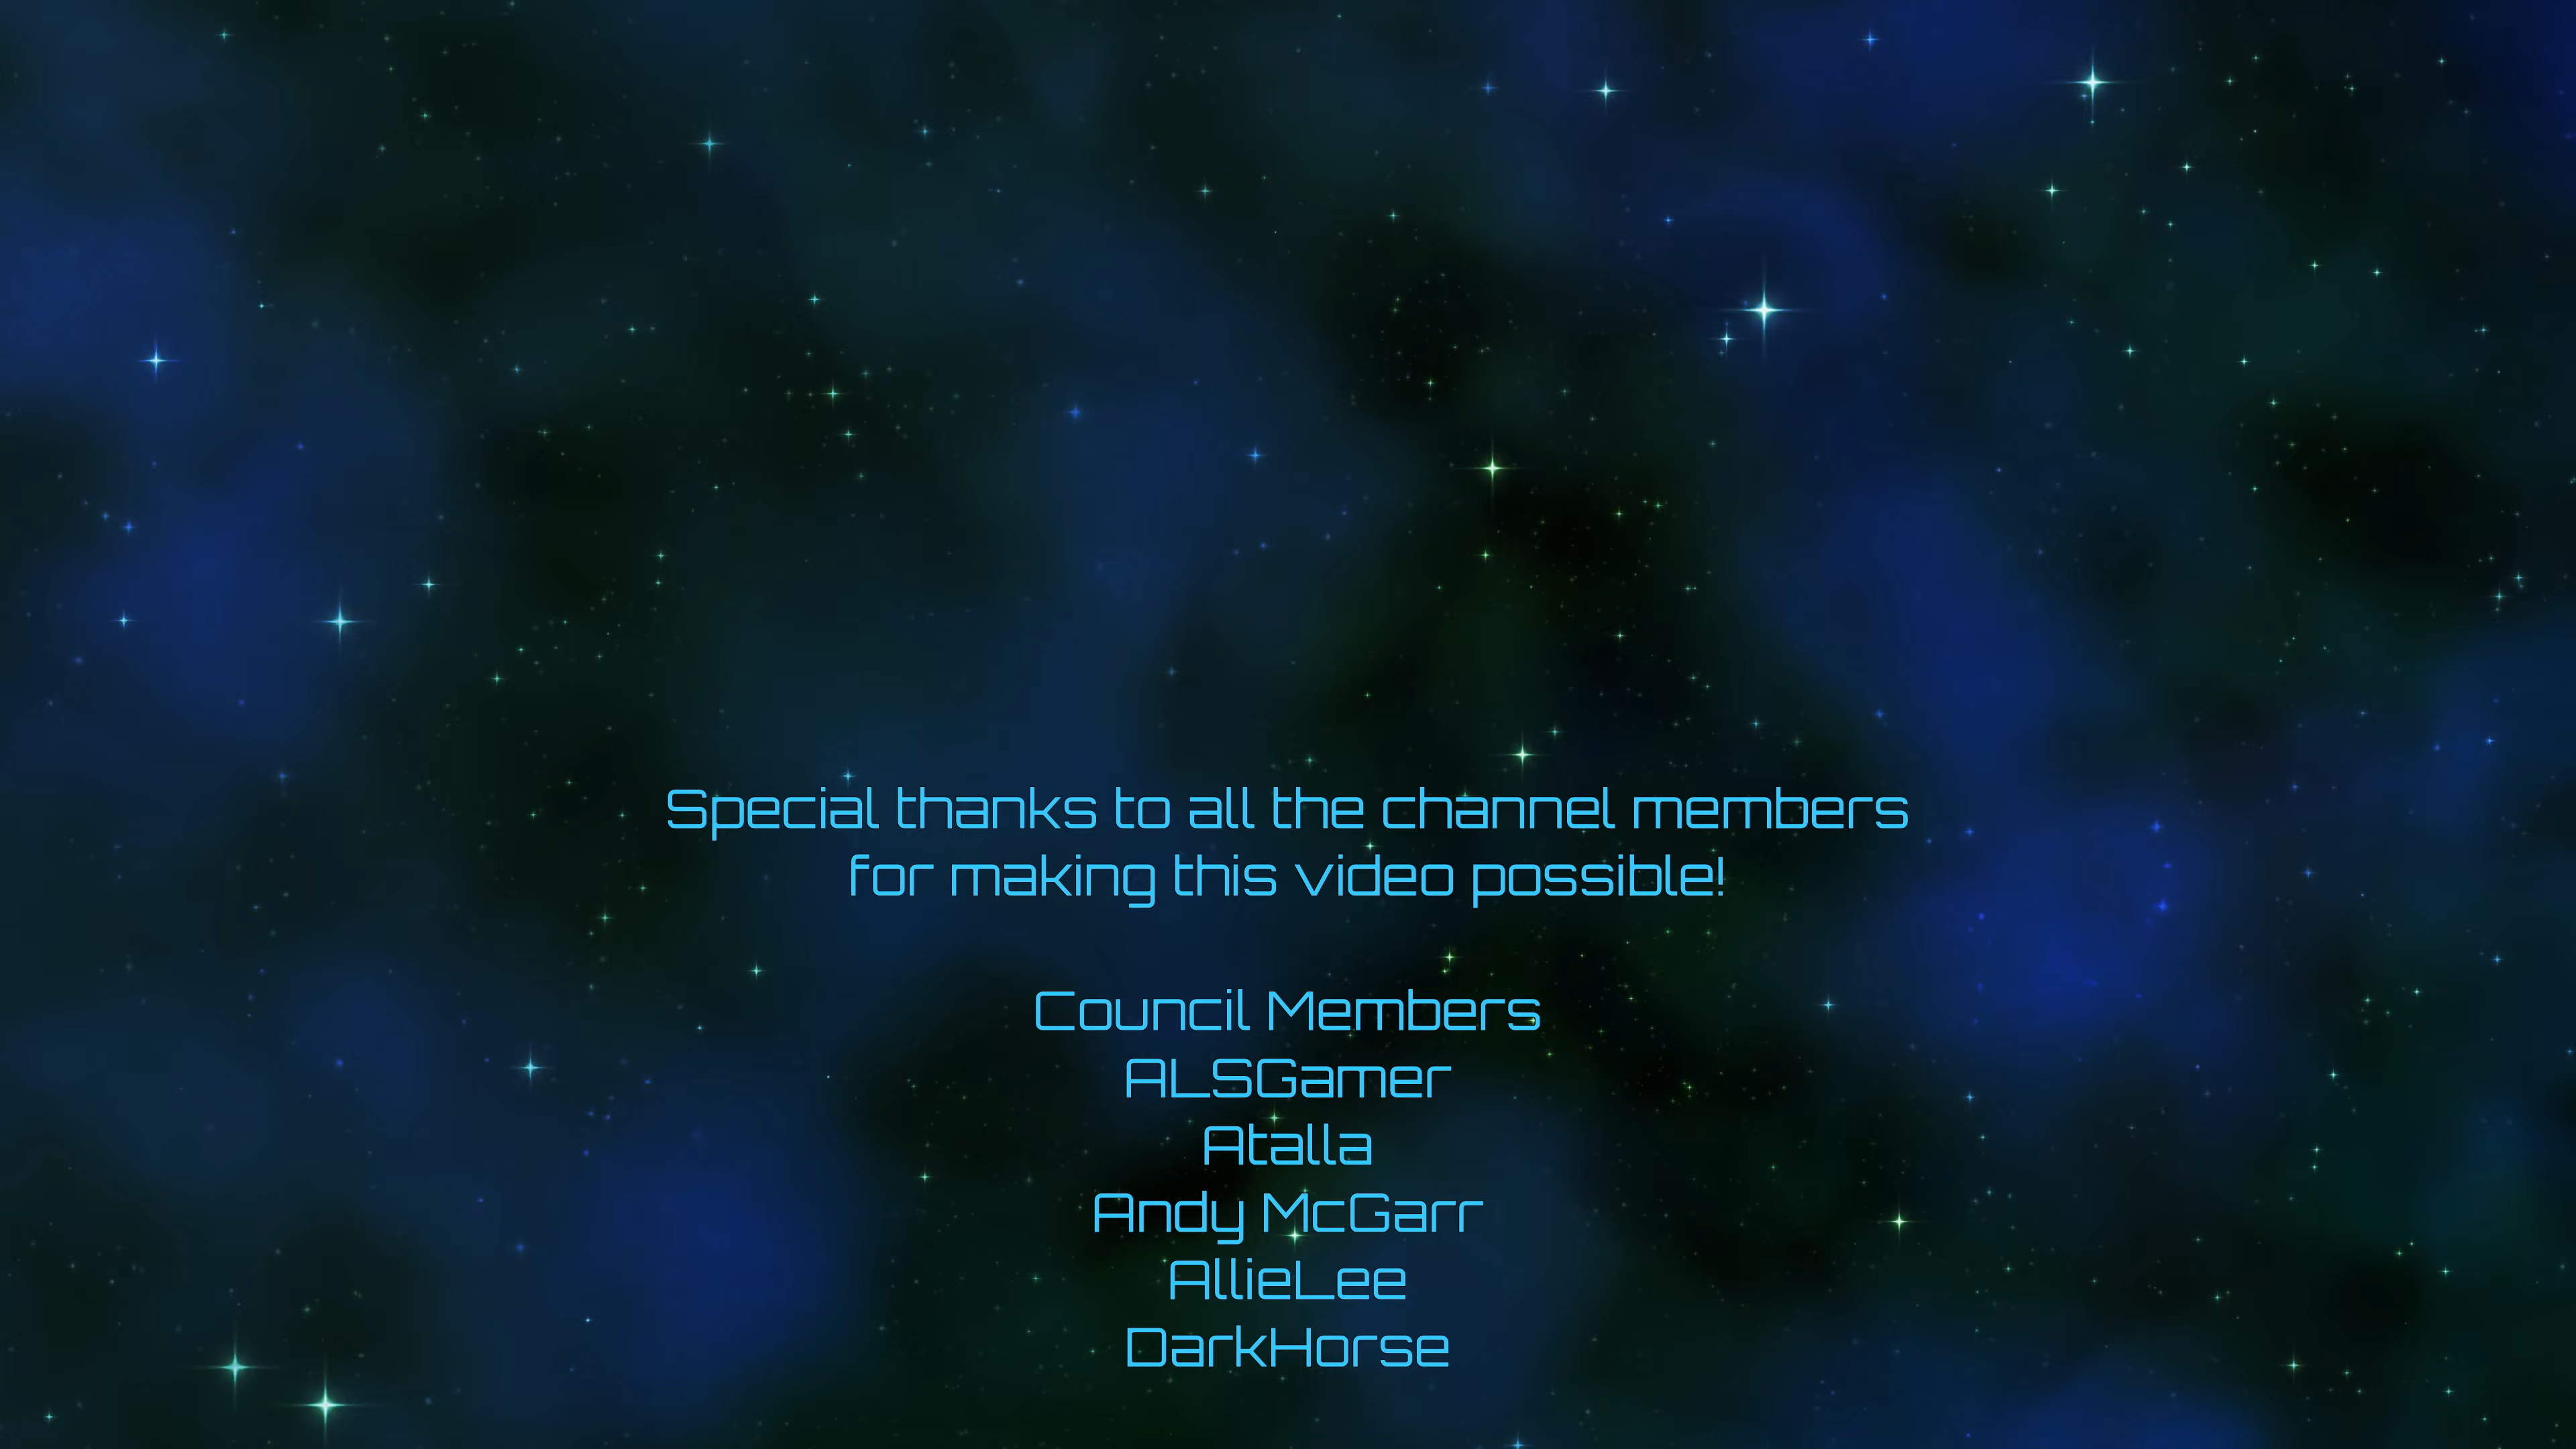 Special thanks to all the channel members
for making this video possible!
Council Members
ALSGamer
Atalla
Andy McGarr
AllieLee
DarkHorse